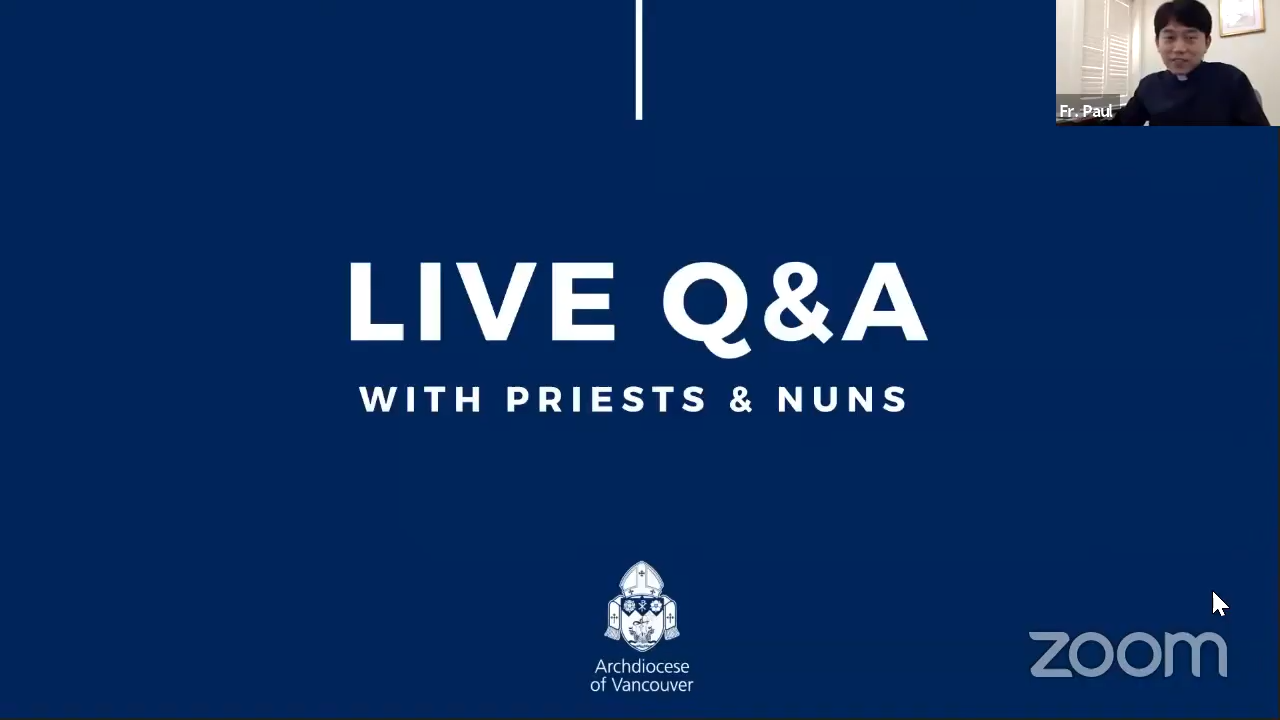 Fr. Paul
LIVE Q&A
WITH PRIESTS & NUNS
Archdiocese
of Vancouver
zoom